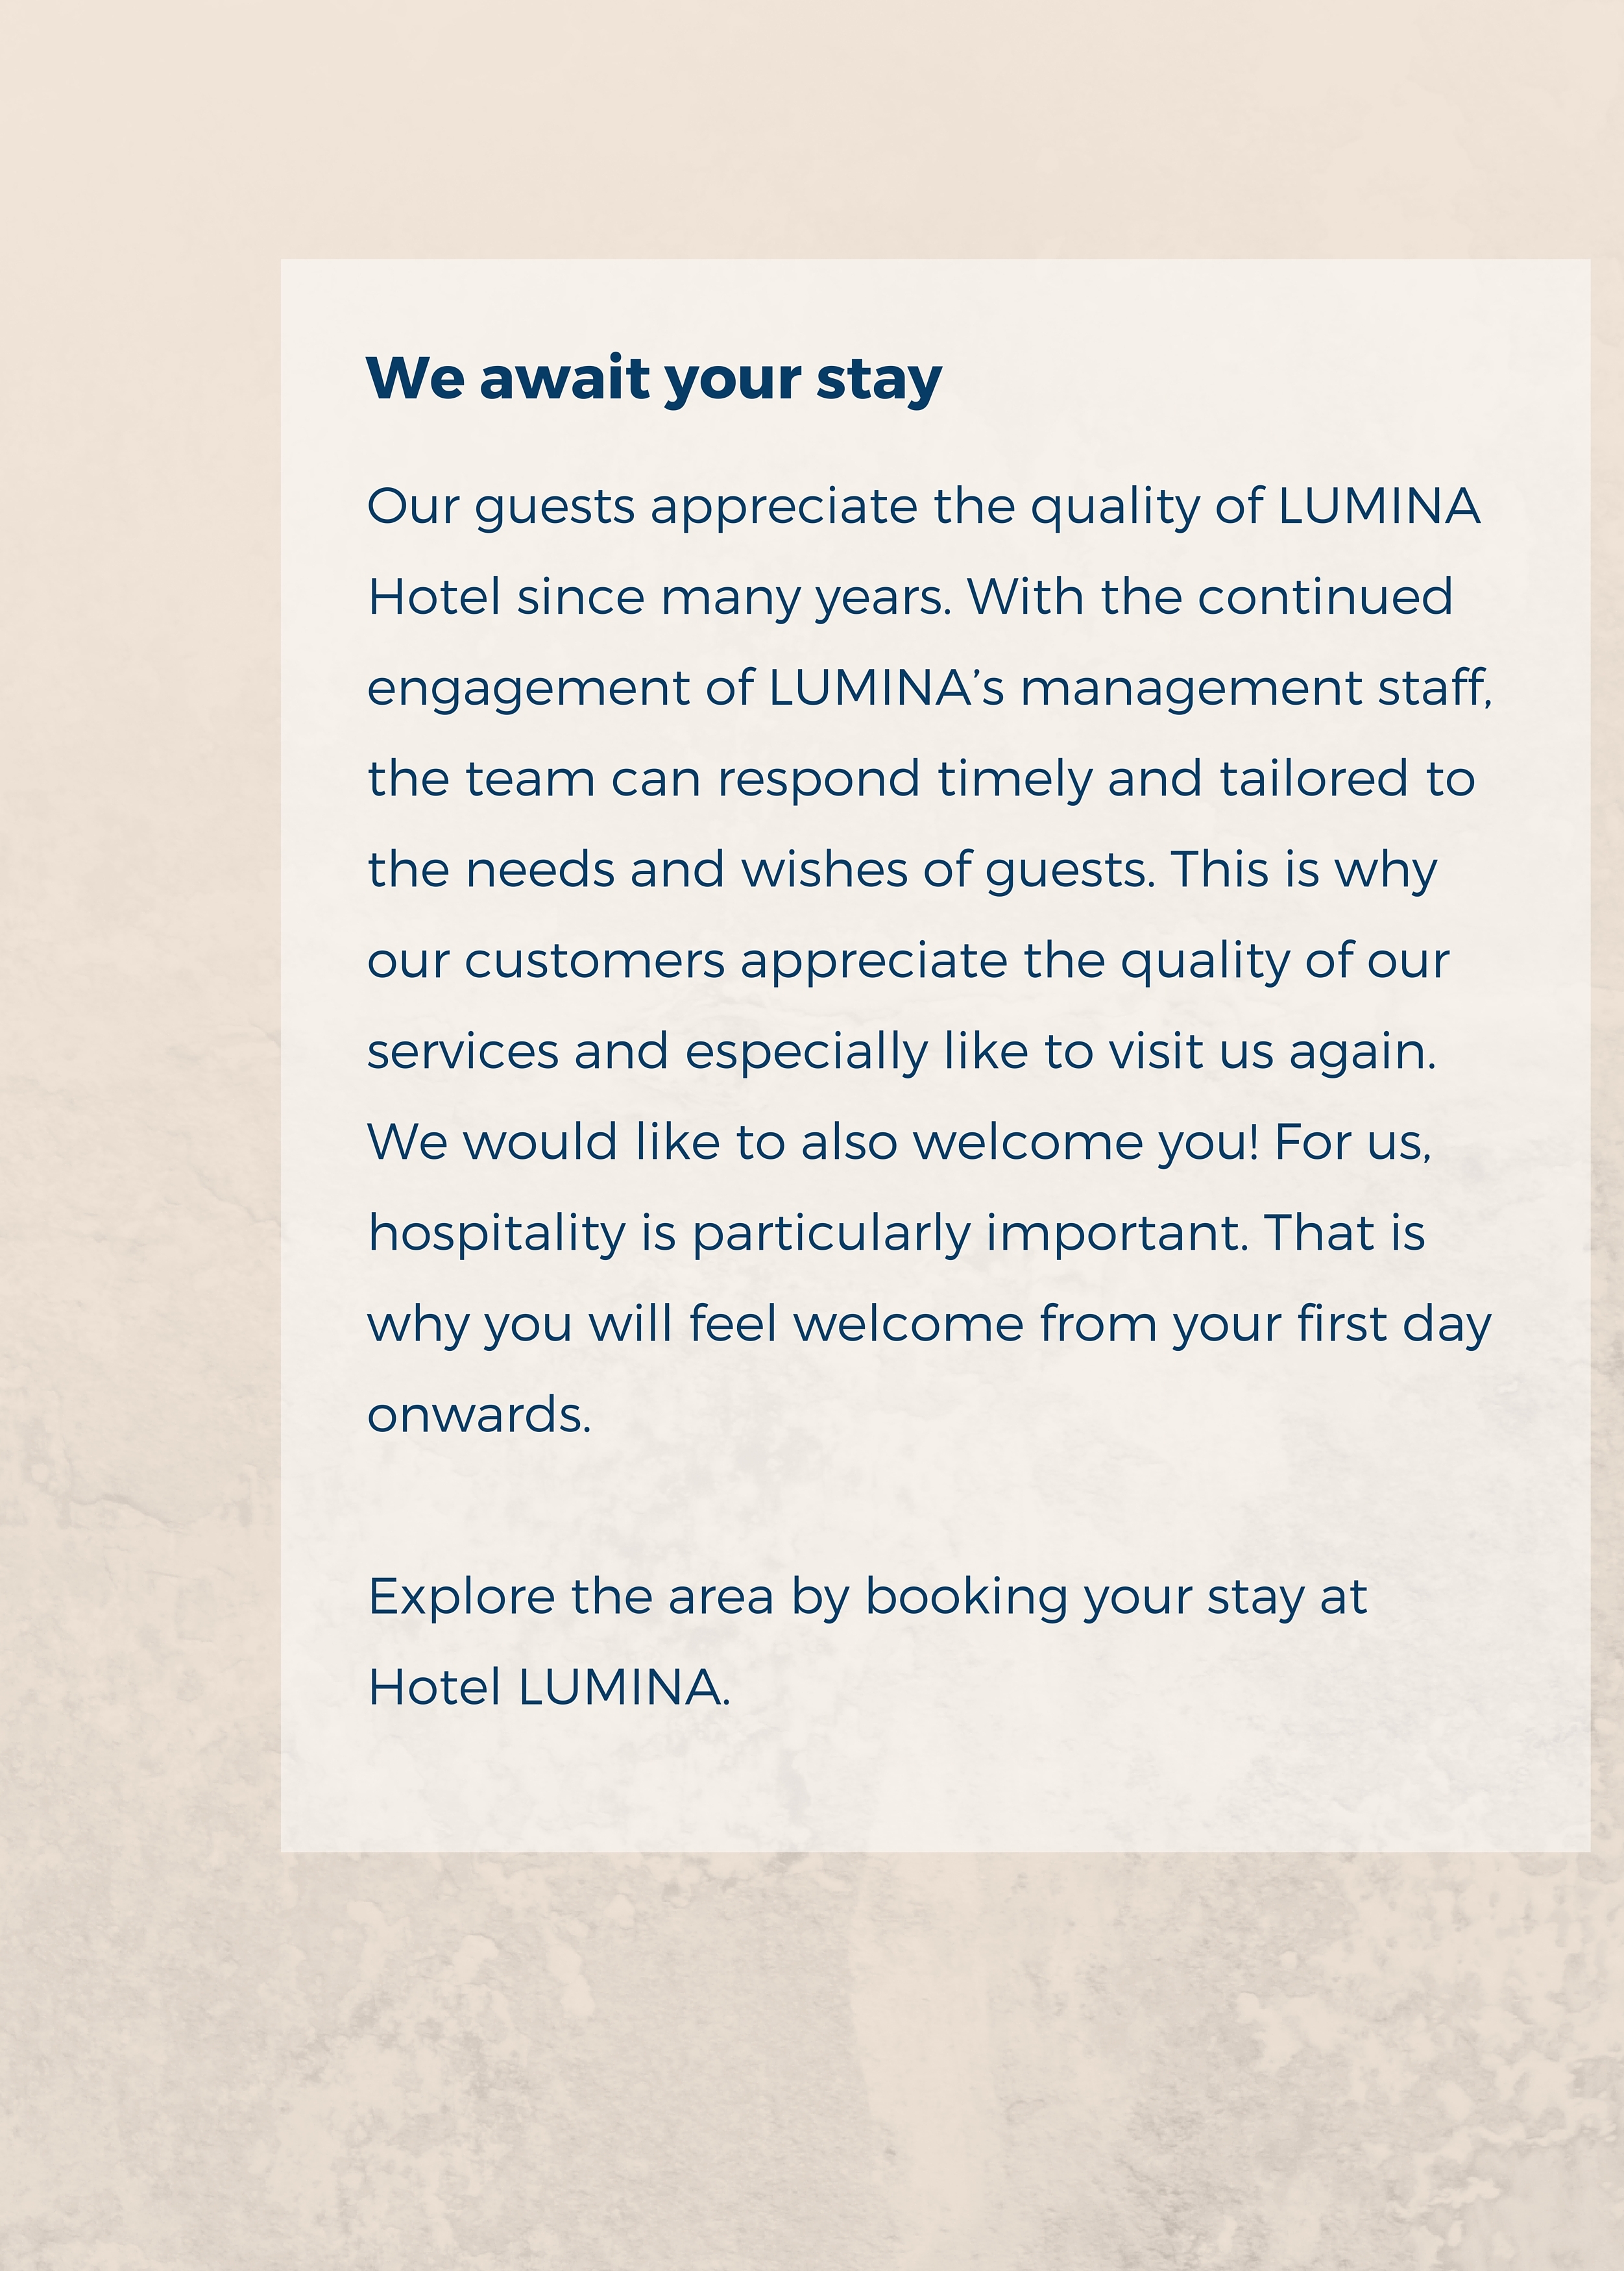 We await your stay
Our guests appreciate the quality of LUMINA
Hotel since many years. With the continued
engagement of LUMINA’s management staff,
the team can respond timely and tailored to
the needs and wishes of guests. This is why
our customers appreciate the quality of our
services and especially like to visit us again.
We would like to also welcome you! For us,
hospitality is particularly important. That is
why you will feel welcome from your first day
onwards.
Explore the area by booking your stay at
Hotel LUMINA.